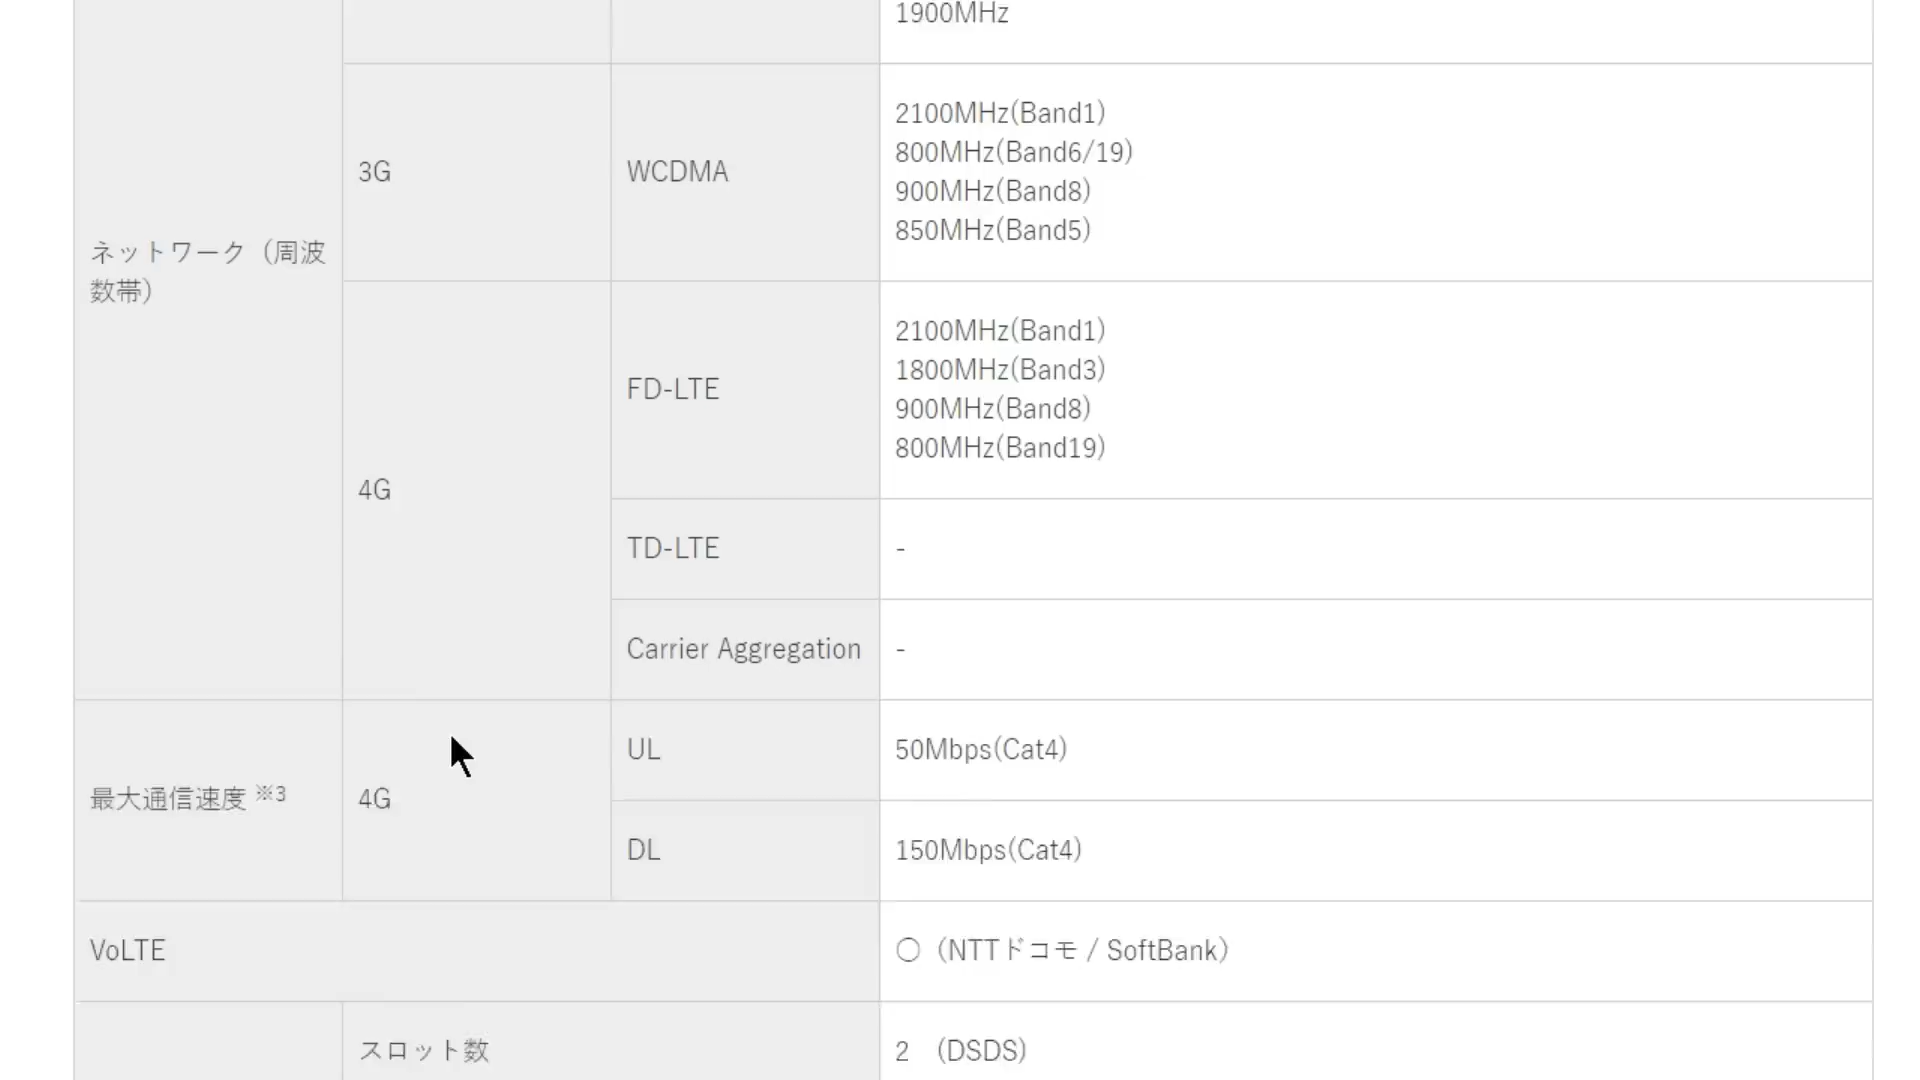 1900MHz
ネットワーク（周波
数帯）
3G
WCDMA
2100MHz(Band1)
800MHz(Band6/19)
900MHz(Band8)
850MHz(Band5)
4G
FD-LTE
2100MHz(Band1)
1800MHz(Band3)
900MHz(Band8)
800MHz(Band19)
TD-LTE
-
Carrier Aggregation
-
最大通信速度 ※3
4G
UL
50Mbps(Cat4)
DL
150Mbps(Cat4)
VoLTE
○（NTTドコモ / SoftBank）
スロット数
2 （DSDS）